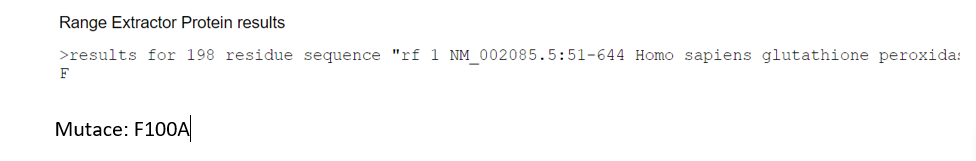 Range Extractor Protein results
>results for 198 residue sequence "rf 1 NM_002085.5:51-644 Homo sapiens glutathione
F
Mutace: F100A